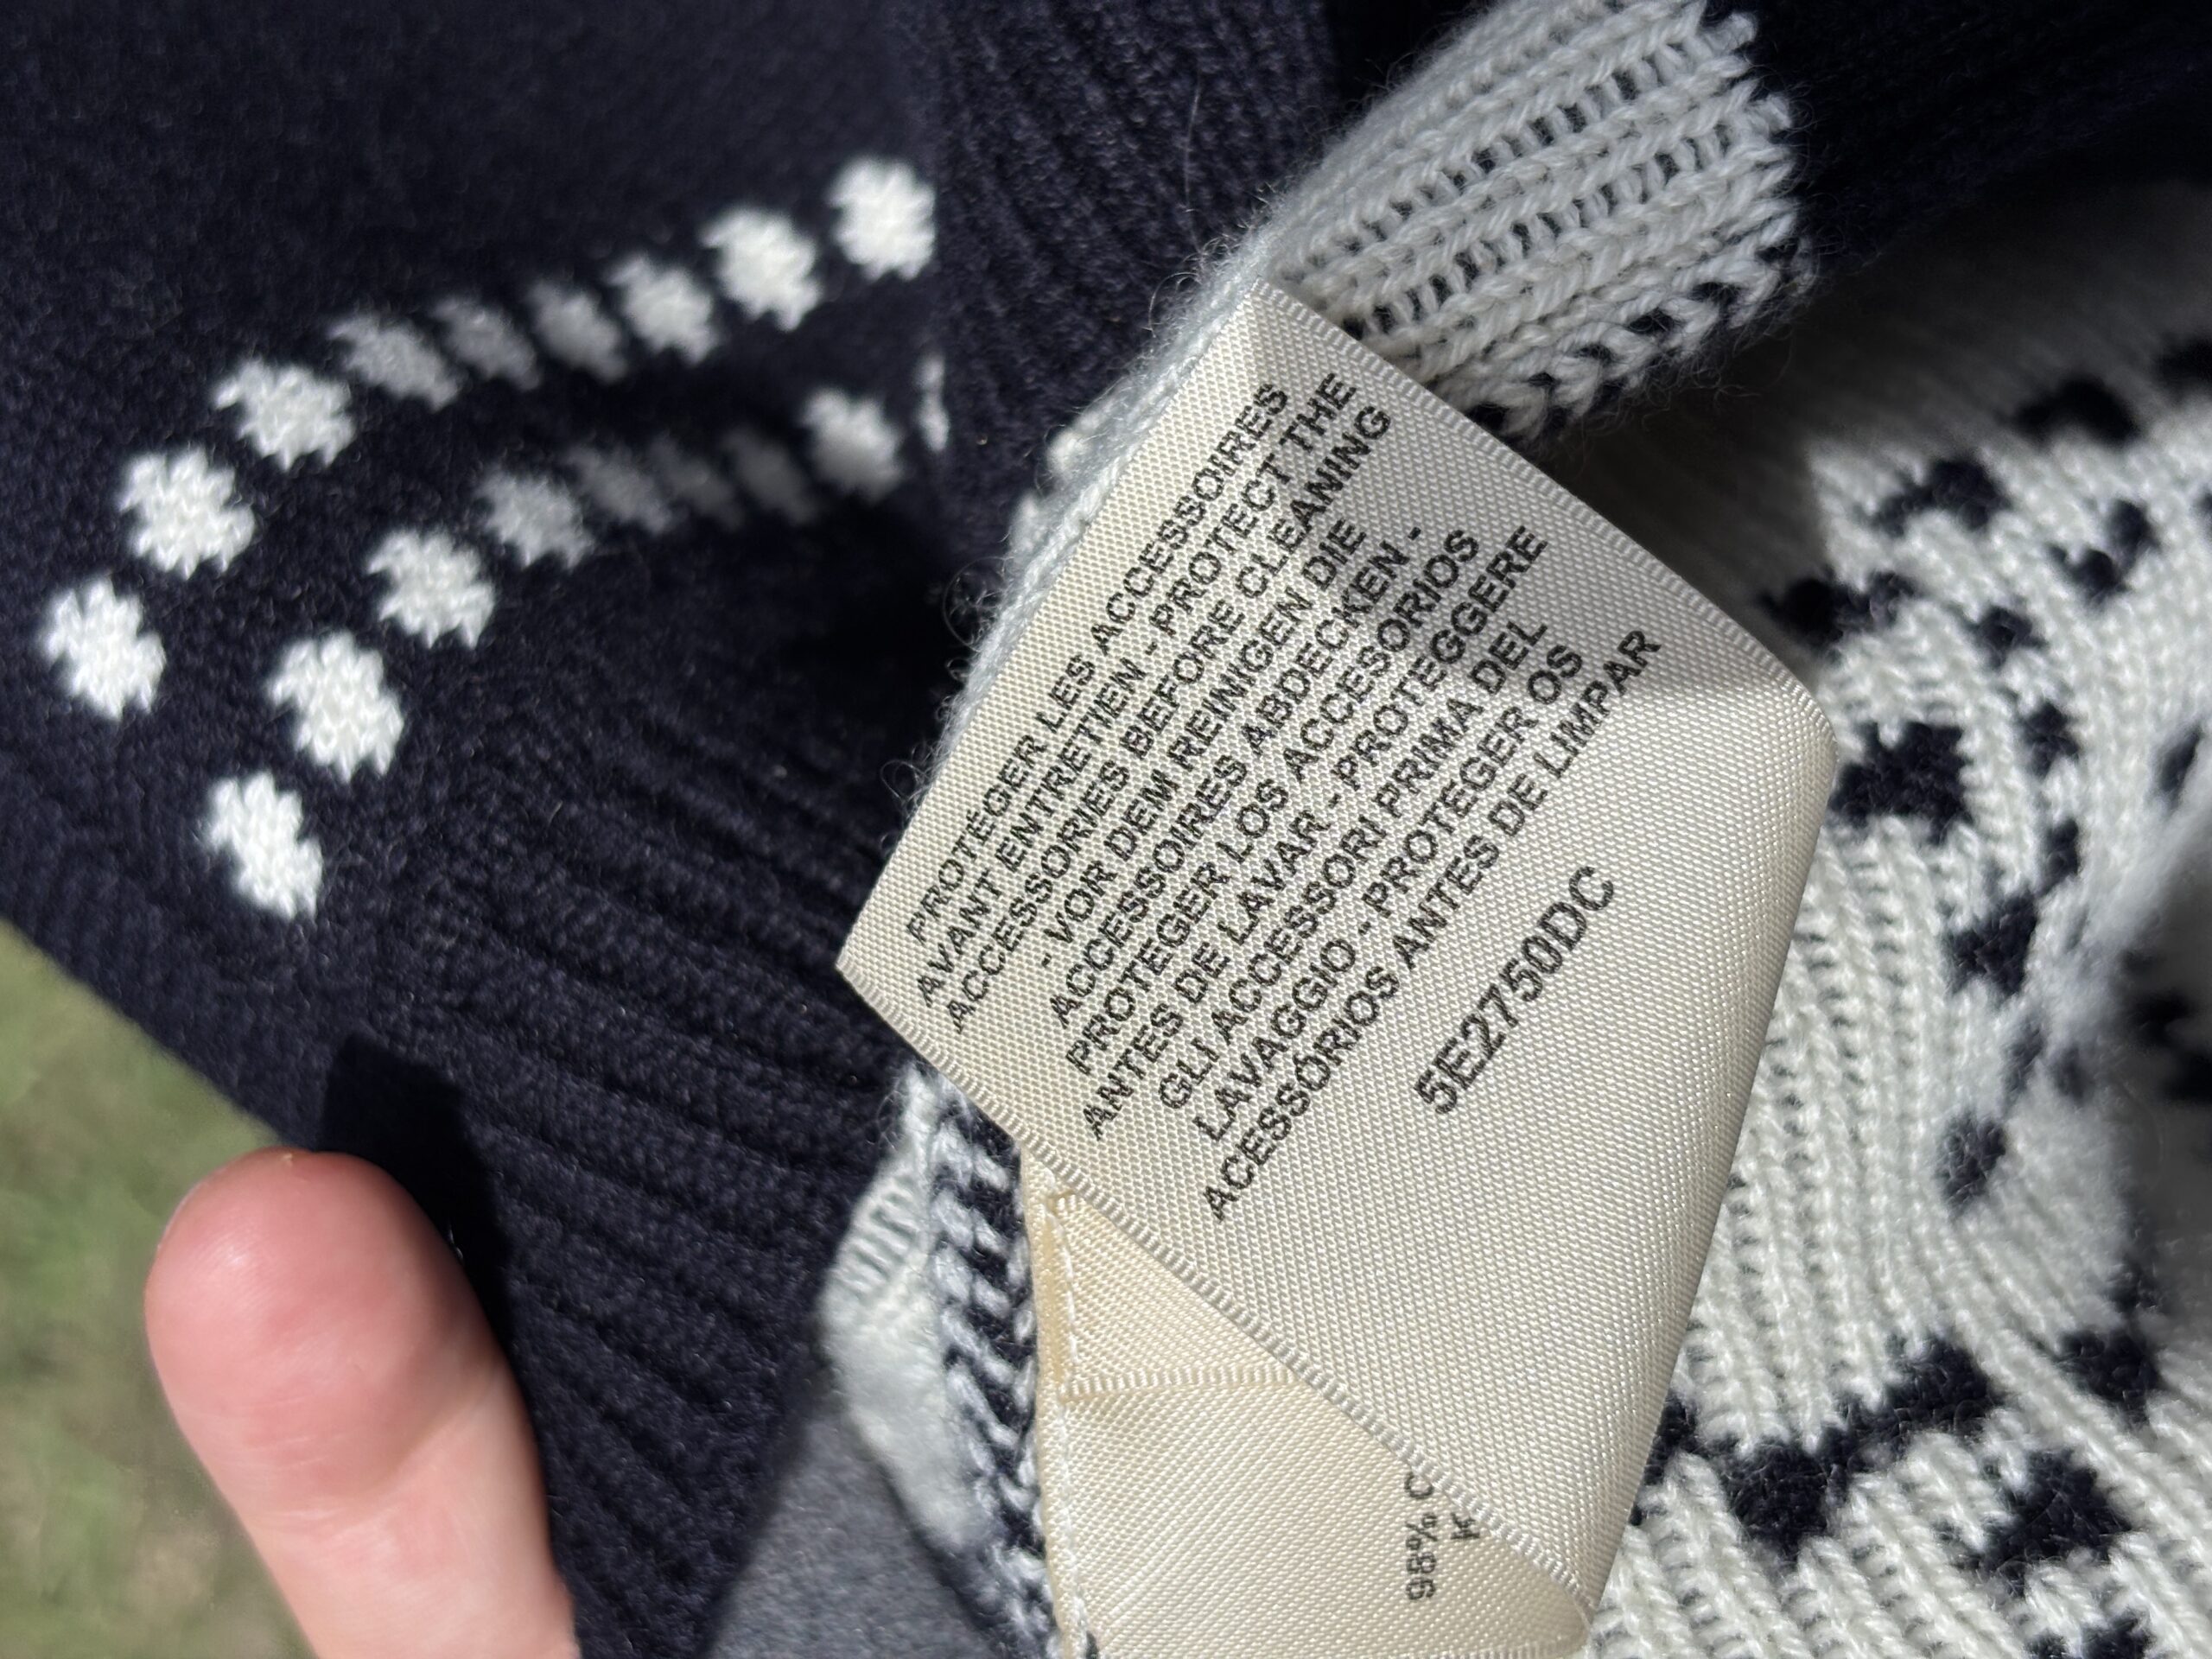 PROTÉGER LES ACCESSOIRES
AVANT ENTRETIEN - PROTECT THE
ACCESSORIES BEFORE CLEANING
- VOR DEM REINIGEN DIE
ACCESSOIRES ABDECKEN -
PROTEGER LOS ACCESORIOS
ANTES DE LAVAR - PROTEGGERE
GLI ACCESSORI PRIMA DEL
LAVAGGIO - PROTEGER OS
ACESSÓRIOS ANTES DE LIMPAR
5E2750DC
98%